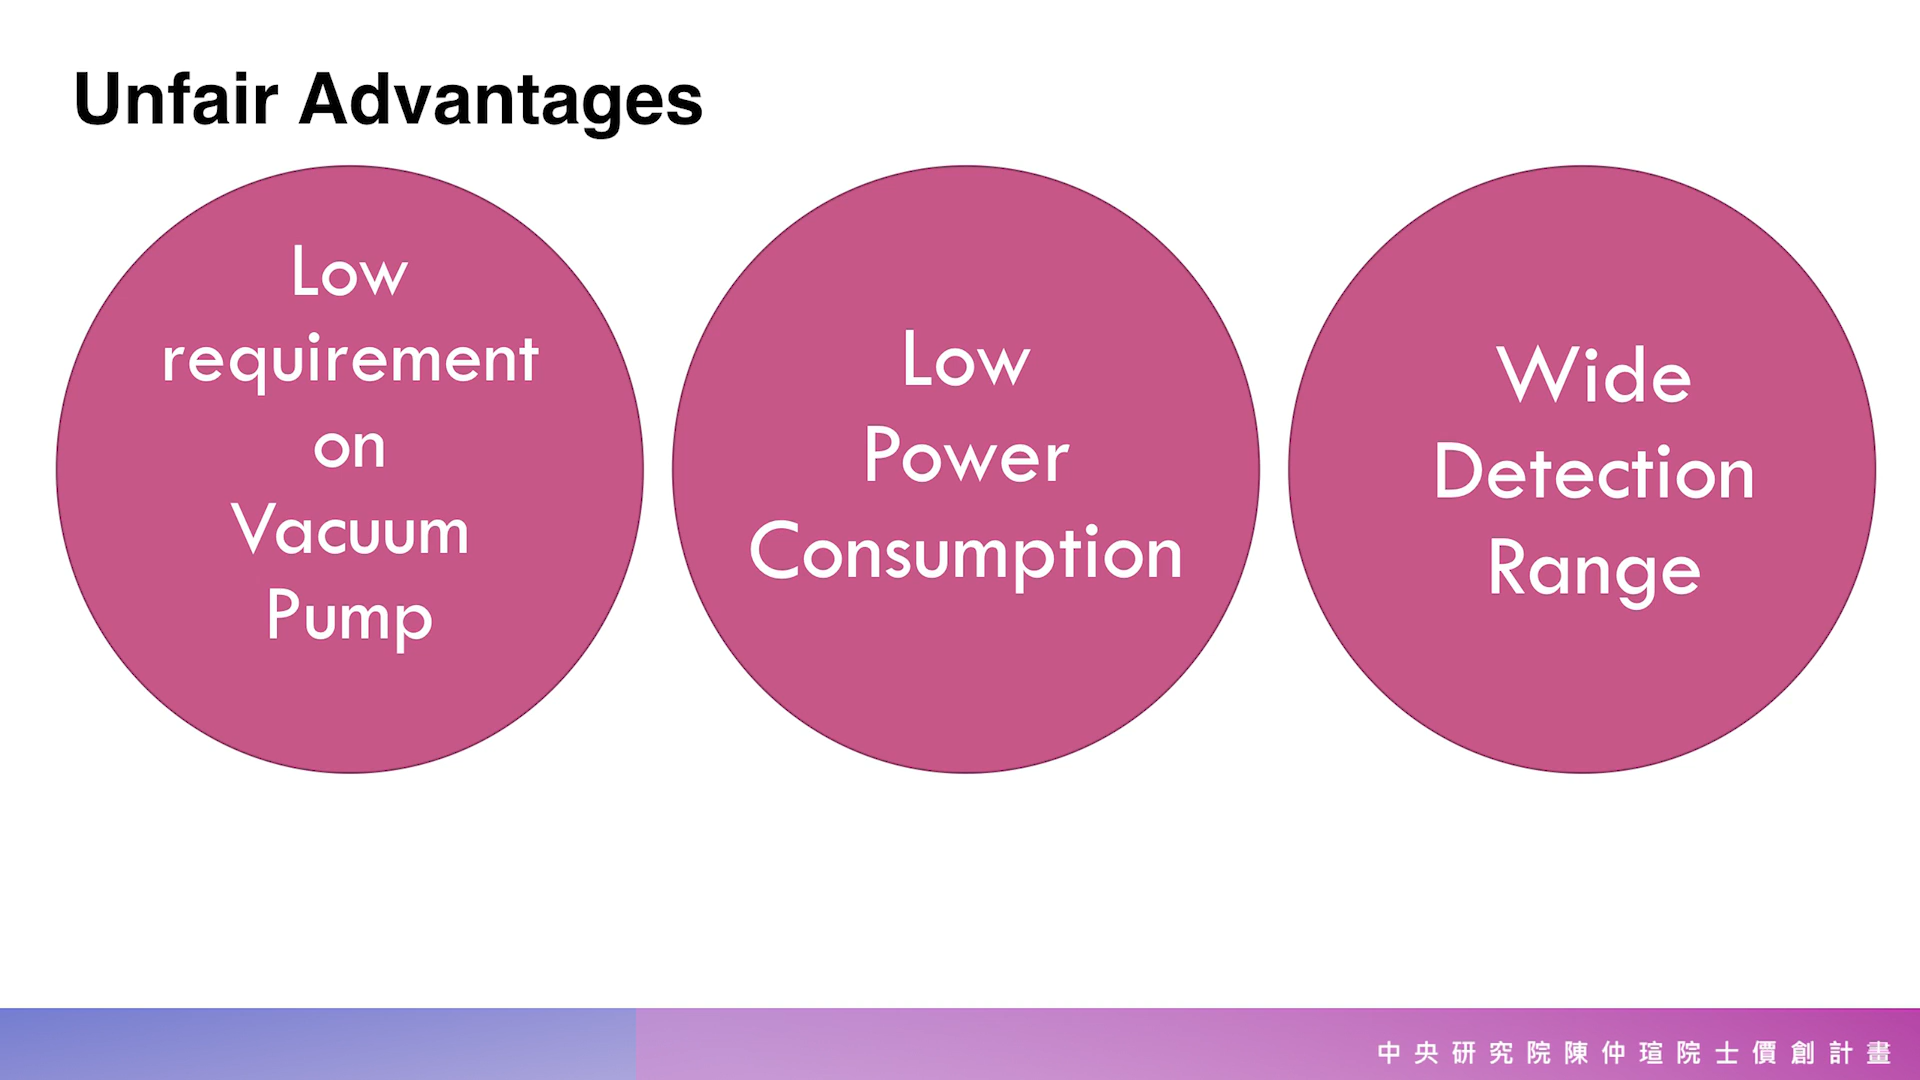 Unfair Advantages
Low
requirement
on
Vacuum
Pump
Low
Power
Consumption
Wide
Detection
Range
中央研究院陳仲瑄院士價創計畫